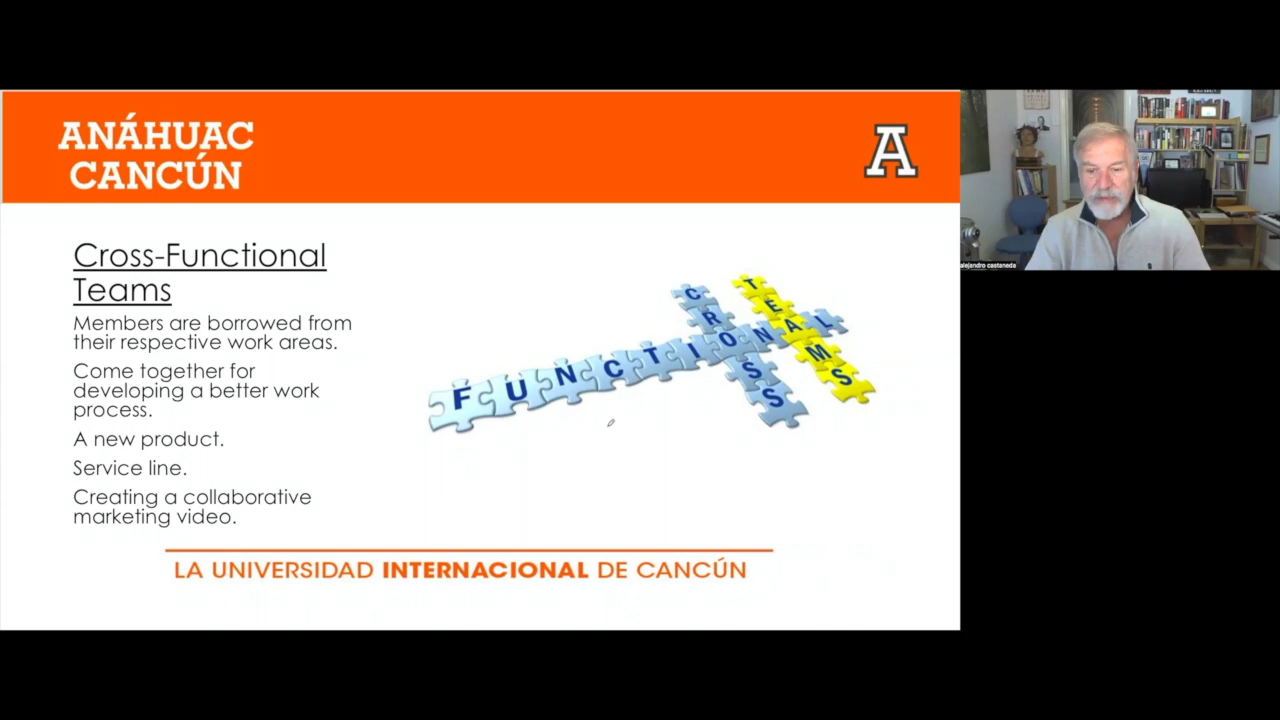 ANÁHUAC
CANCÚN
A
Cross-Functional
Teams
Members are borrowed from
their respective work areas.
Come together for
developing a better work
process.
A new product.
Service line.
Creating a collaborative
marketing video.
FUNCTIONAL
CROSS
TEAMS
LA UNIVERSIDAD INTERNACIONAL DE CANCÚN
alejandro castaneda